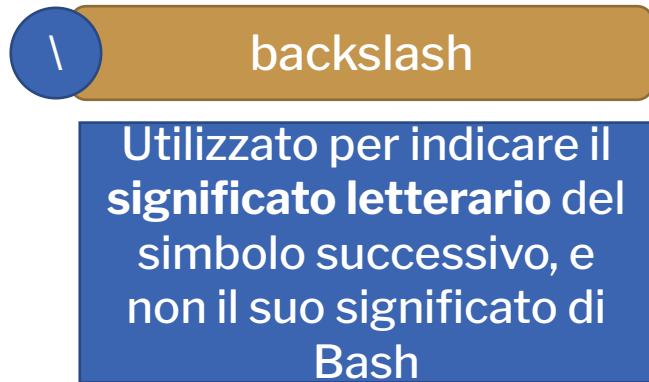 \
backslash
Utilizzato per indicare il
significato letterario del
simbolo successivo, e
non il suo significato di
Bash